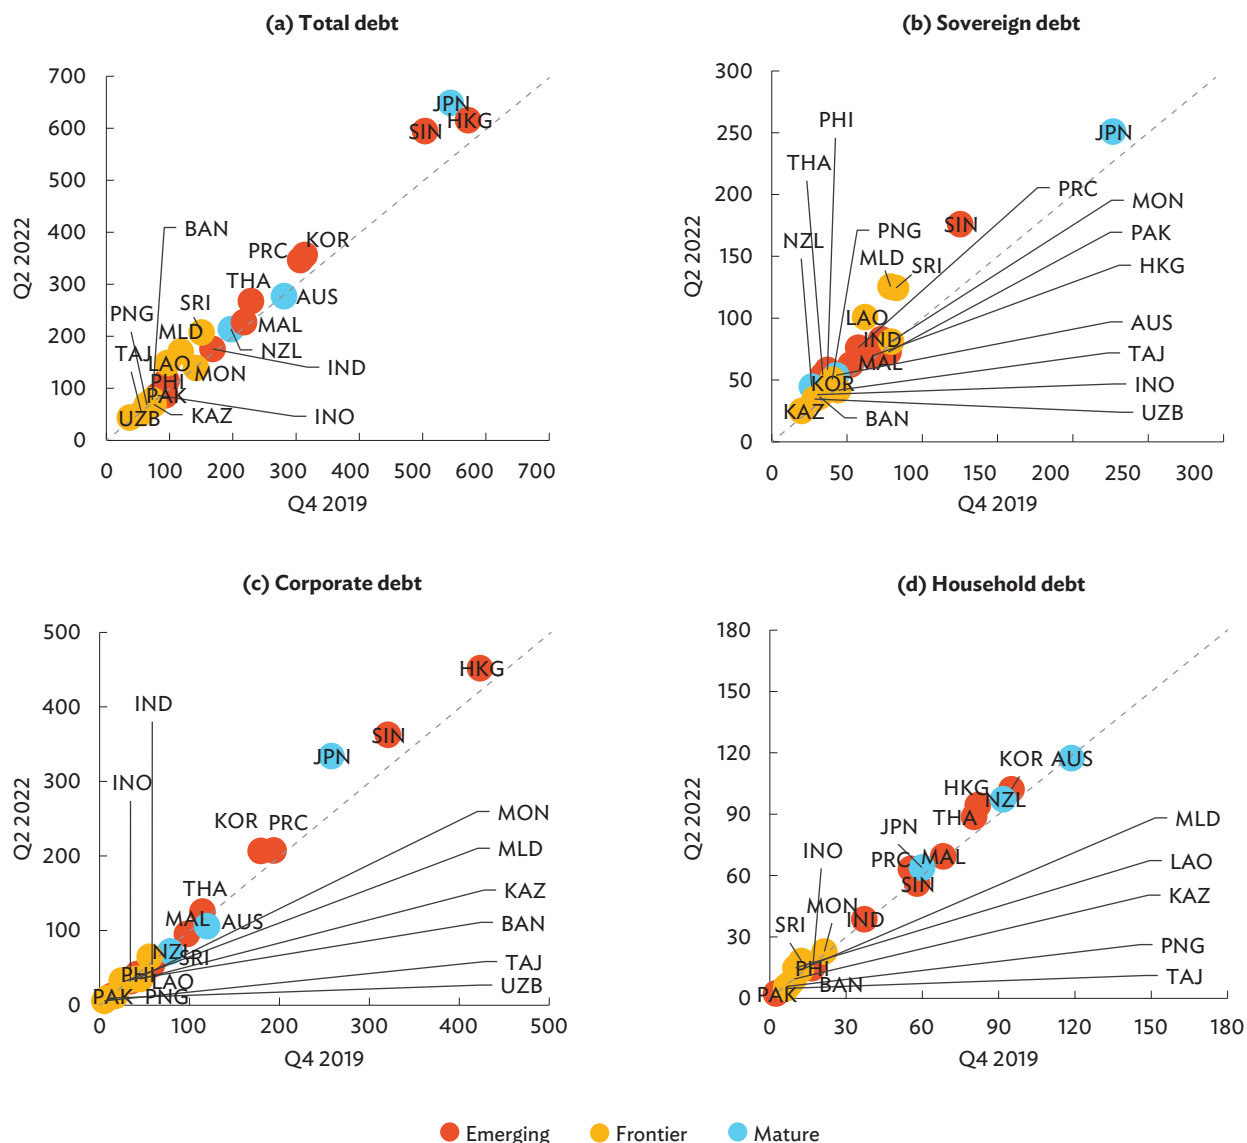 (a) Total debt
700
600
500
400
300
200
100
0
Q2 2022
JPN
HKG
SIN
BAN
PRC
KOR
THA
AUS
SRI
PNG
MAL
MLD
NZL
TAJ
LAO
IND
MON
PHI
PAK
KAZ
INO
UZB
0 100 200 300 400 500 600 700
Q4 2019
(b) Sovereign debt
300
250
200
150
100
50
0
Q2 2022
PHI
JPN
THA
PRC
MON
SIN
PNG
PAK
NZL
MLD
SRI
HKG
LAO
AUS
IND
TAJ
MAL
KOR
INO
KAZ
BAN
UZB
0 50 100 150 200 250 300
Q4 2019
(c) Corporate debt
500
400
300
200
100
0
Q2 2022
HKG
IND
SIN
JPN
INO
KOR
PRC
MON
MLD
THA
KAZ
MAL
AUS
BAN
NZL
SRI
TAJ
PHI
LAO
UZB
PAK
PNG
0 100 200 300 400 500
Q4 2019
(d) Household debt
180
150
120
90
60
30
0
Q2 2022
KOR
AUS
HKG
NZL
THA
JPN
MLD
INO
PRC
MAL
LAO
SIN
MON
IND
KAZ
SRI
PNG
PHI
BAN
TAJ
PAK
0 30 60 90 120 150 180
Q4 2019
Emerging Frontier Mature